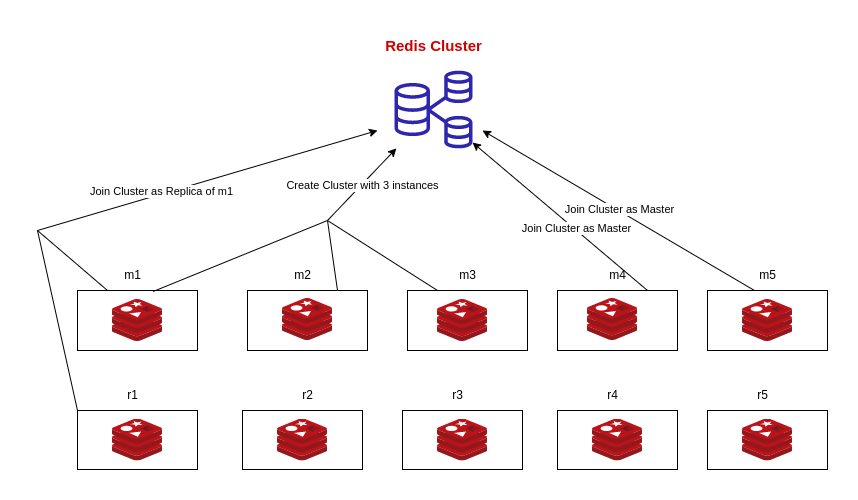 Redis Cluster
Join Cluster as Replica of m1
Create Cluster with 3 instances
Join Cluster as Master
Join Cluster as Master
m1
m2
m3
m4
m5
r1
r2
r3
r4
r5